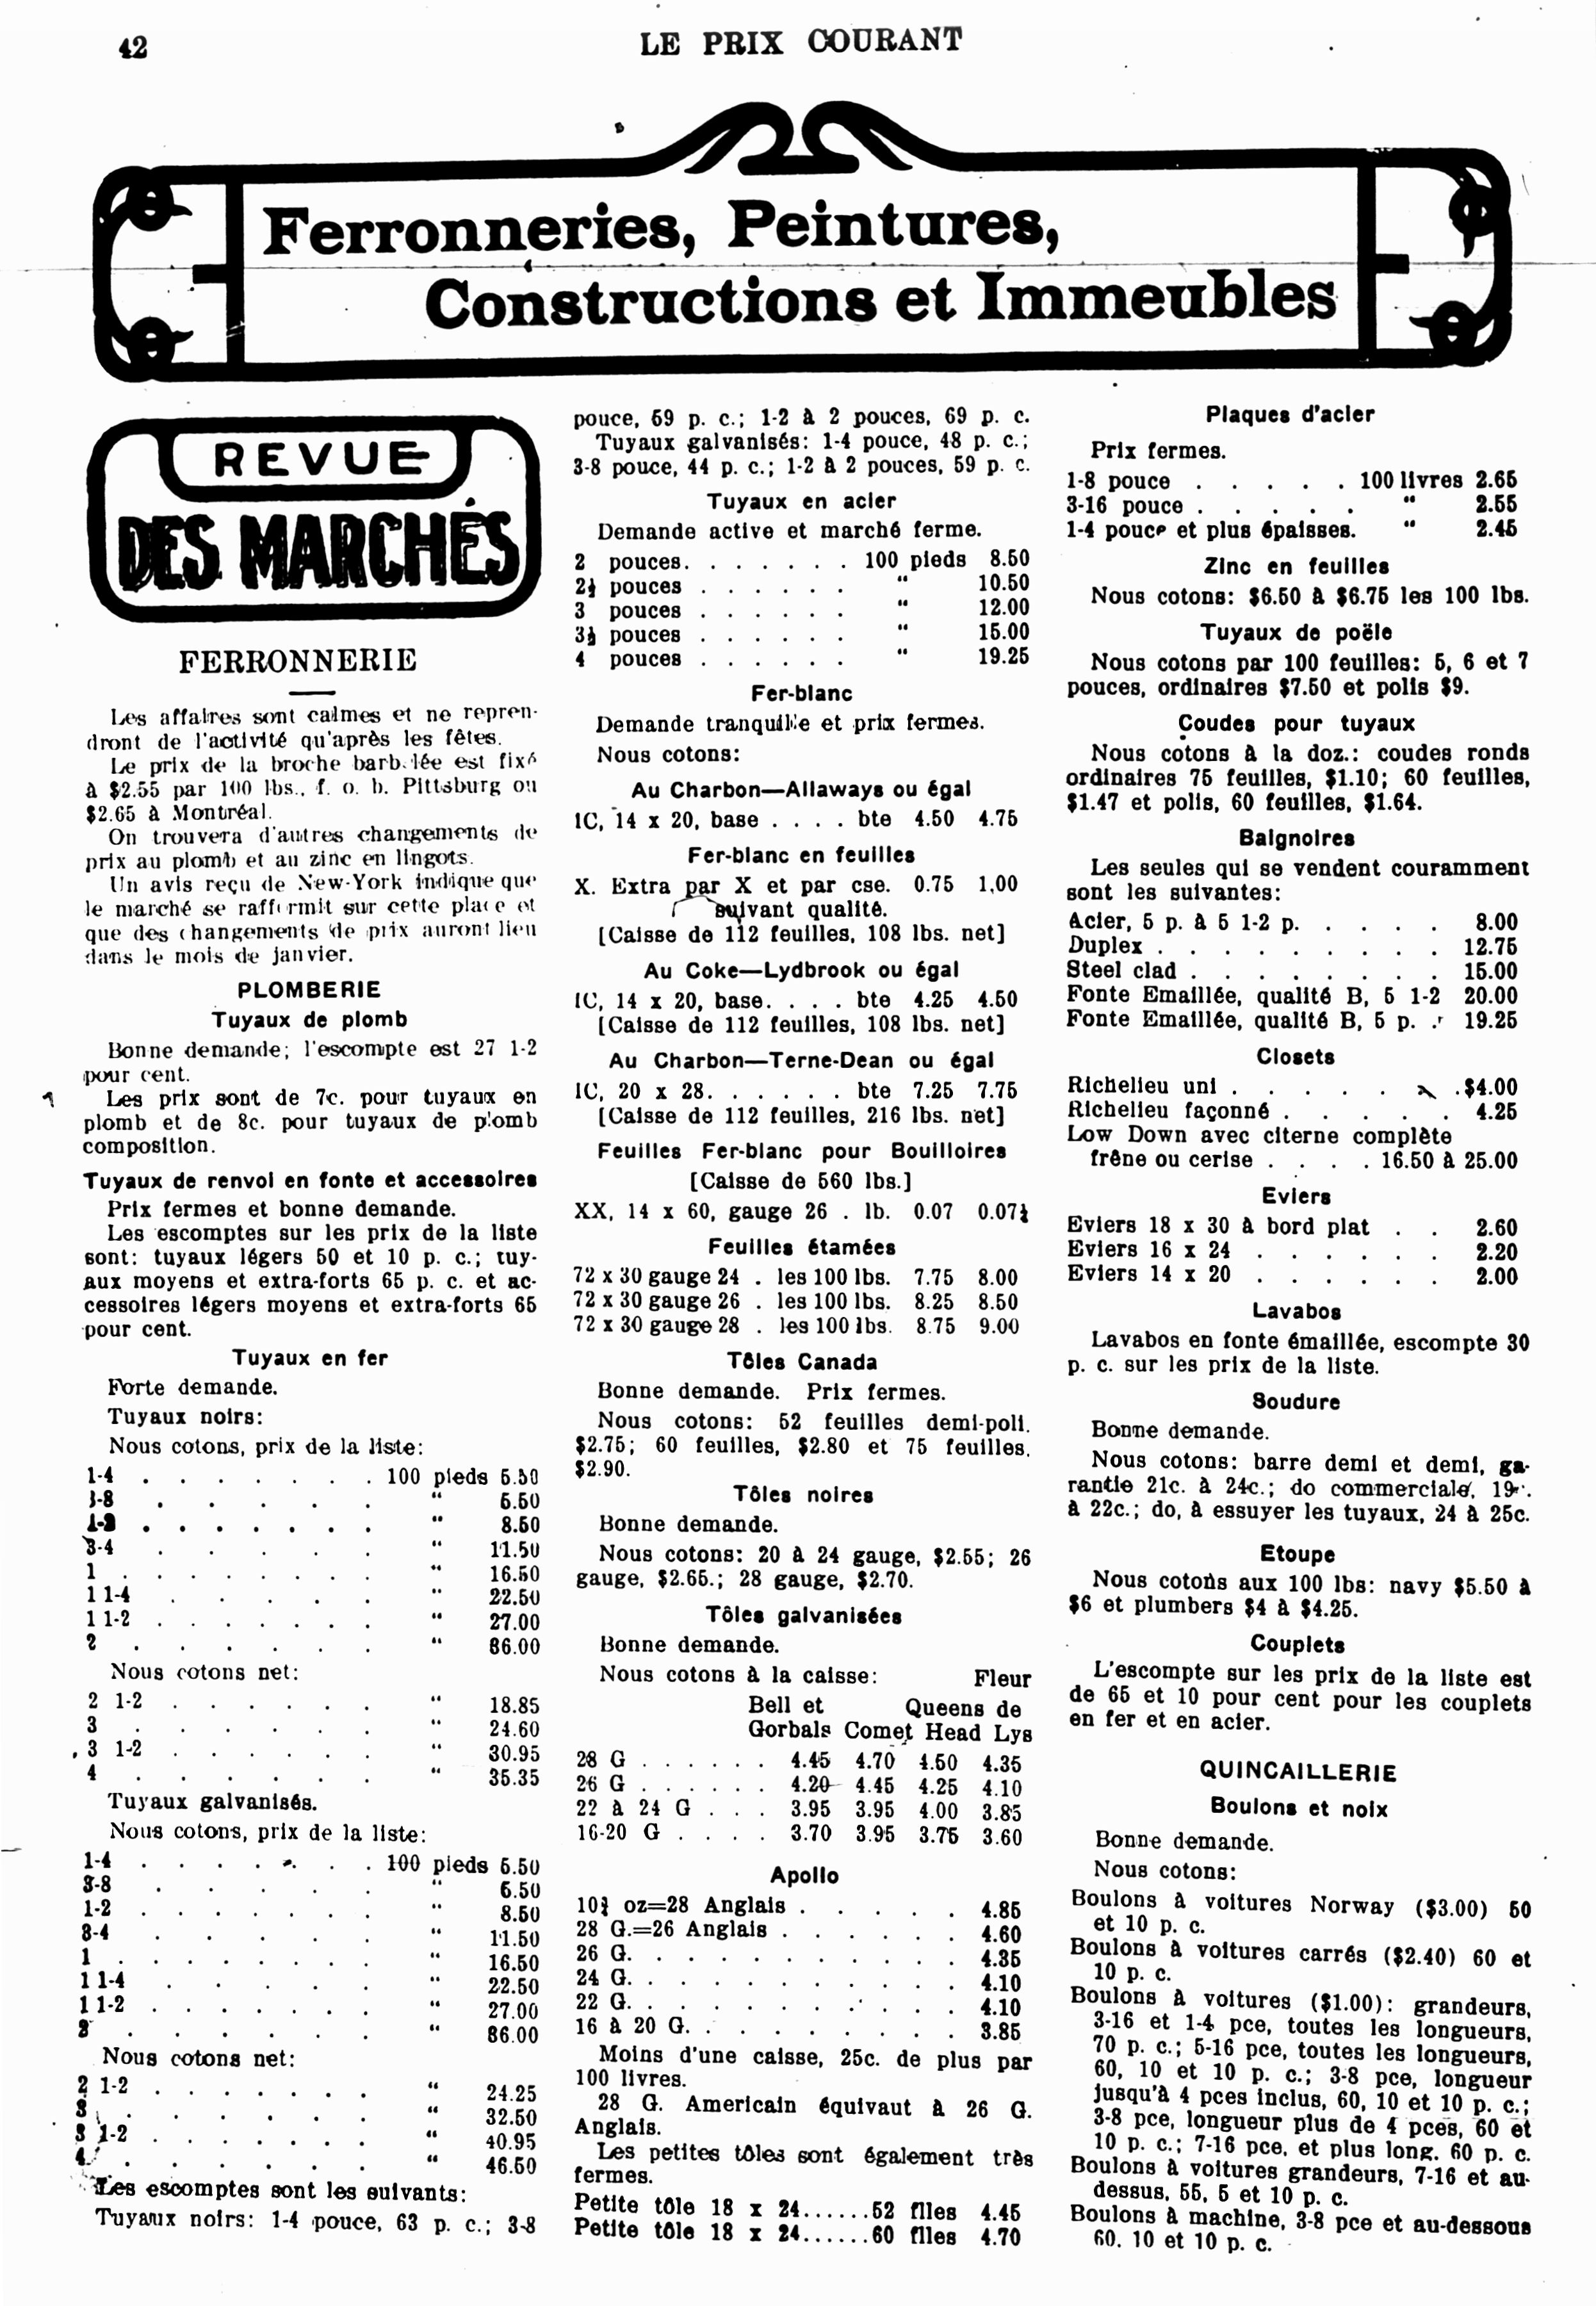 42
LE PRIX COURANT
Ferronneries, Peintures,
Constructions et Immeubles
REVUE
DES MARCHÉS
FERRONNERIE
Les affaires sont calmes et ne repren-
dront de l'activité qu'après les fêtes.
Le prix de la broche barbelée est fixé
à $2.55 par 100 lbs., f. o. b. Pittsburg ou
$2.65 à Montréal.
On trouvera d'autres changements de
prix au plomb et au zinc en lingots.
Un avis reçu de New-York indique que
le marché se raffermit sur cette place et
que des changements de prix auront lieu
dans le mois de janvier.
PLOMBERIE
Tuyaux de plomb
Bonne demande; l'escompte est 27 1-2
pour cent.
Les prix sont de 7c. pour tuyaux en
plomb et de 8c. pour tuyaux de plomb
composition.
Tuyaux de renvoi en fonte et accessoires
Prix fermes et bonne demande.
Les escomptes sur les prix de la liste
sont: tuyaux légers 50 et 10 p. c.; tuy-
aux moyens et extra-forts 65 p. c. et ac-
cessoires légers moyens et extra-forts 65
pour cent.
Tuyaux en fer
Forte demande.
Tuyaux noirs:
Nous cotons, prix de la liste:
1-4 . . . . . . . 100 pieds 5.50
3-8 . . . . . " 5.50
1-2 . . . . . . . " 8.50
3-4 . . . . . " 11.50
1 . . . . . . . . " 16.50
1 1-4 . . . . . " 22.50
1 1-2 . . . . . . . " 27.00
2 . . . . . . " 36.00
Nous cotons net:
2 1-2 . . . . . . " 18.85
3 . . . . . . " 24.60
3 1-2 . . . . . . " 30.95
4 . . . . . . " 35.35
Tuyaux galvanisés.
Nous cotons, prix de la liste:
1-4 . . . . . . . 100 pieds 5.50
3-8 . . . . . " 5.50
1-2 . . . . . . . " 8.50
3-4 . . . . . " 11.50
1 . . . . . . . . " 16.50
1 1-4 . . . . . " 22.50
1 1-2 . . . . . . . " 27.00
2 . . . . . . " 36.00
Nous cotons net:
2 1-2 . . . . . . . " 24.25
3 . . . . . . " 32.50
3 1-2 . . . . . . . " 40.95
4 . . . . . . " 46.50
Les escomptes sont les suivants:
Tuyaux noirs: 1-4 pouce, 63 p. c.; 3-8
pouce, 59 p. c.; 1-2 à 2 pouces, 69 p. c.
Tuyaux galvanisés: 1-4 pouce, 48 p. c.;
3-8 pouce, 44 p. c.; 1-2 à 2 pouces, 59 p. c.
Tuyaux en acier
Demande active et marché ferme.
2 pouces. . . . . . . 100 pieds 8.50
2½ pouces . . . . . . " 10.50
3 pouces . . . . . . " 12.00
3½ pouces . . . . . . " 15.00
4 pouces . . . . . . " 19.25
Fer-blanc
Demande tranquille et prix fermes.
Nous cotons:
Au Charbon—Allaways ou égal
IC, 14 x 20, base . . . . bte 4.50 4.75
Fer-blanc en feuilles
X. Extra par X et par cse. 0.75 1,00
suivant qualité.
[Caisse de 112 feuilles, 108 lbs. net]
Au Coke—Lydbrook ou égal
IC, 14 x 20, base. . . . bte 4.25 4.50
[Caisse de 112 feuilles, 108 lbs. net]
Au Charbon—Terne-Dean ou égal
IC, 20 x 28. . . . . . bte 7.25 7.75
[Caisse de 112 feuilles, 216 lbs. net]
Feuilles Fer-blanc pour Bouilloires
[Caisse de 560 lbs.]
XX, 14 x 60, gauge 26 . lb. 0.07 0.07½
Feuilles étamées
72 x 30 gauge 24 . les 100 lbs. 7.75 8.00
72 x 30 gauge 26 . les 100 lbs. 8.25 8.50
72 x 30 gauge 28 . les 100 lbs. 8.75 9.00
Tôles Canada
Bonne demande. Prix fermes.
Nous cotons: 52 feuilles demi-poli.
$2.75; 60 feuilles, $2.80 et 75 feuilles.
$2.90.
Tôles noires
Bonne demande.
Nous cotons: 20 à 24 gauge, $2.55; 26
gauge, $2.65.; 28 gauge, $2.70.
Tôles galvanisées
Bonne demande.
Nous cotons à la caisse: Fleur
Bell et Queens de
Gorbals Comet Head Lys
28 G . . . . . . 4.45 4.70 4.50 4.35
26 G . . . . . . 4.20 4.45 4.25 4.10
22 à 24 G . . . 3.95 3.95 4.00 3.85
16-20 G . . . . 3.70 3.95 3.75 3.60
Apollo
10¾ oz=28 Anglais . . . . . 4.85
28 G.=26 Anglais . . . . . . 4.60
26 G. . . . . . . . . . . 4.35
24 G. . . . . . . . . . . 4.10
22 G. . . . . . . . . . . 4.10
16 à 20 G. . . . . . . . . 3.85
Moins d'une caisse, 25c. de plus par
100 livres.
28 G. Americain équivaut à 26 G.
Anglais.
Les petites tôles sont également très
fermes.
Petite tôle 18 x 24......52 flles 4.45
Petite tôle 18 x 24......60 flles 4.70
Plaques d'acier
Prix fermes.
1-8 pouce . . . . . 100 livres 2.65
3-16 pouce . . . . . " 2.55
1-4 pouce et plus épaisses. " 2.45
Zinc en feuilles
Nous cotons: $6.50 à $6.75 les 100 lbs.
Tuyaux de poële
Nous cotons par 100 feuilles: 5, 6 et 7
pouces, ordinaires $7.50 et polis $9.
Coudes pour tuyaux
Nous cotons à la doz.: coudes ronds
ordinaires 75 feuilles, $1.10; 60 feuilles,
$1.47 et polis, 60 feuilles, $1.64.
Baignoires
Les seules qui se vendent couramment
sont les suivantes:
Acier, 5 p. à 5 1-2 p. . . . . 8.00
Duplex . . . . . . . . . 12.75
Steel clad . . . . . . . . 15.00
Fonte Emaillée, qualité B, 5 1-2 20.00
Fonte Emaillée, qualité B, 5 p. . 19.25
Closets
Richelieu uni . . . . . . $4.00
Richelieu façonné . . . . . . 4.25
Low Down avec citerne complète
frêne ou cerise . . . . 16.50 à 25.00
Eviers
Eviers 18 x 30 à bord plat . . 2.60
Eviers 16 x 24 . . . . . . 2.20
Eviers 14 x 20 . . . . . . 2.00
Lavabos
Lavabos en fonte émaillée, escompte 30
p. c. sur les prix de la liste.
Soudure
Bonne demande.
Nous cotons: barre demi et demi, ga-
rantie 21c. à 24c.; do commerciale, 19c.
à 22c.; do, à essuyer les tuyaux, 24 à 25c.
Etoupe
Nous cotons aux 100 lbs: navy $5.50 à
$6 et plumbers $4 à $4.25.
Couplets
L'escompte sur les prix de la liste est
de 65 et 10 pour cent pour les couplets
en fer et en acier.
QUINCAILLERIE
Boulons et noix
Bonne demande.
Nous cotons:
Boulons à voitures Norway ($3.00) 50
et 10 p. c.
Boulons à voitures carrés ($2.40) 60 et
10 p. c.
Boulons à voitures ($1.00): grandeurs,
3-16 et 1-4 pce, toutes les longueurs,
70 p. c.; 5-16 pce, toutes les longueurs,
60, 10 et 10 p. c.; 3-8 pce, longueur
jusqu'à 4 pces inclus, 60, 10 et 10 p. c.;
3-8 pce, longueur plus de 4 pces, 60 et
10 p. c.; 7-16 pce, et plus long. 60 p. c.
Boulons à voitures grandeurs, 7-16 et au-
dessus, 55, 5 et 10 p. c.
Boulons à machine, 3-8 pce et au-dessous
60. 10 et 10 p. c.